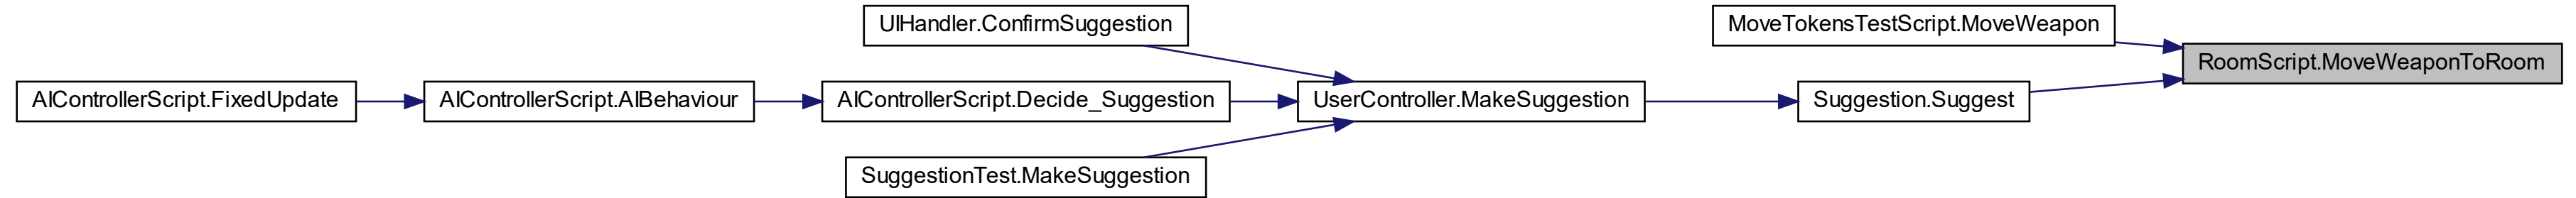 UIHandler.ConfirmSuggestion
MoveTokensTestScript.MoveWeapon
RoomScript.MoveWeaponToRoom
AIControllerScript.FixedUpdate
AIControllerScript.AIBehaviour
AIControllerScript.Decide_Suggestion
UserController.MakeSuggestion
Suggestion.Suggest
SuggestionTest.MakeSuggestion